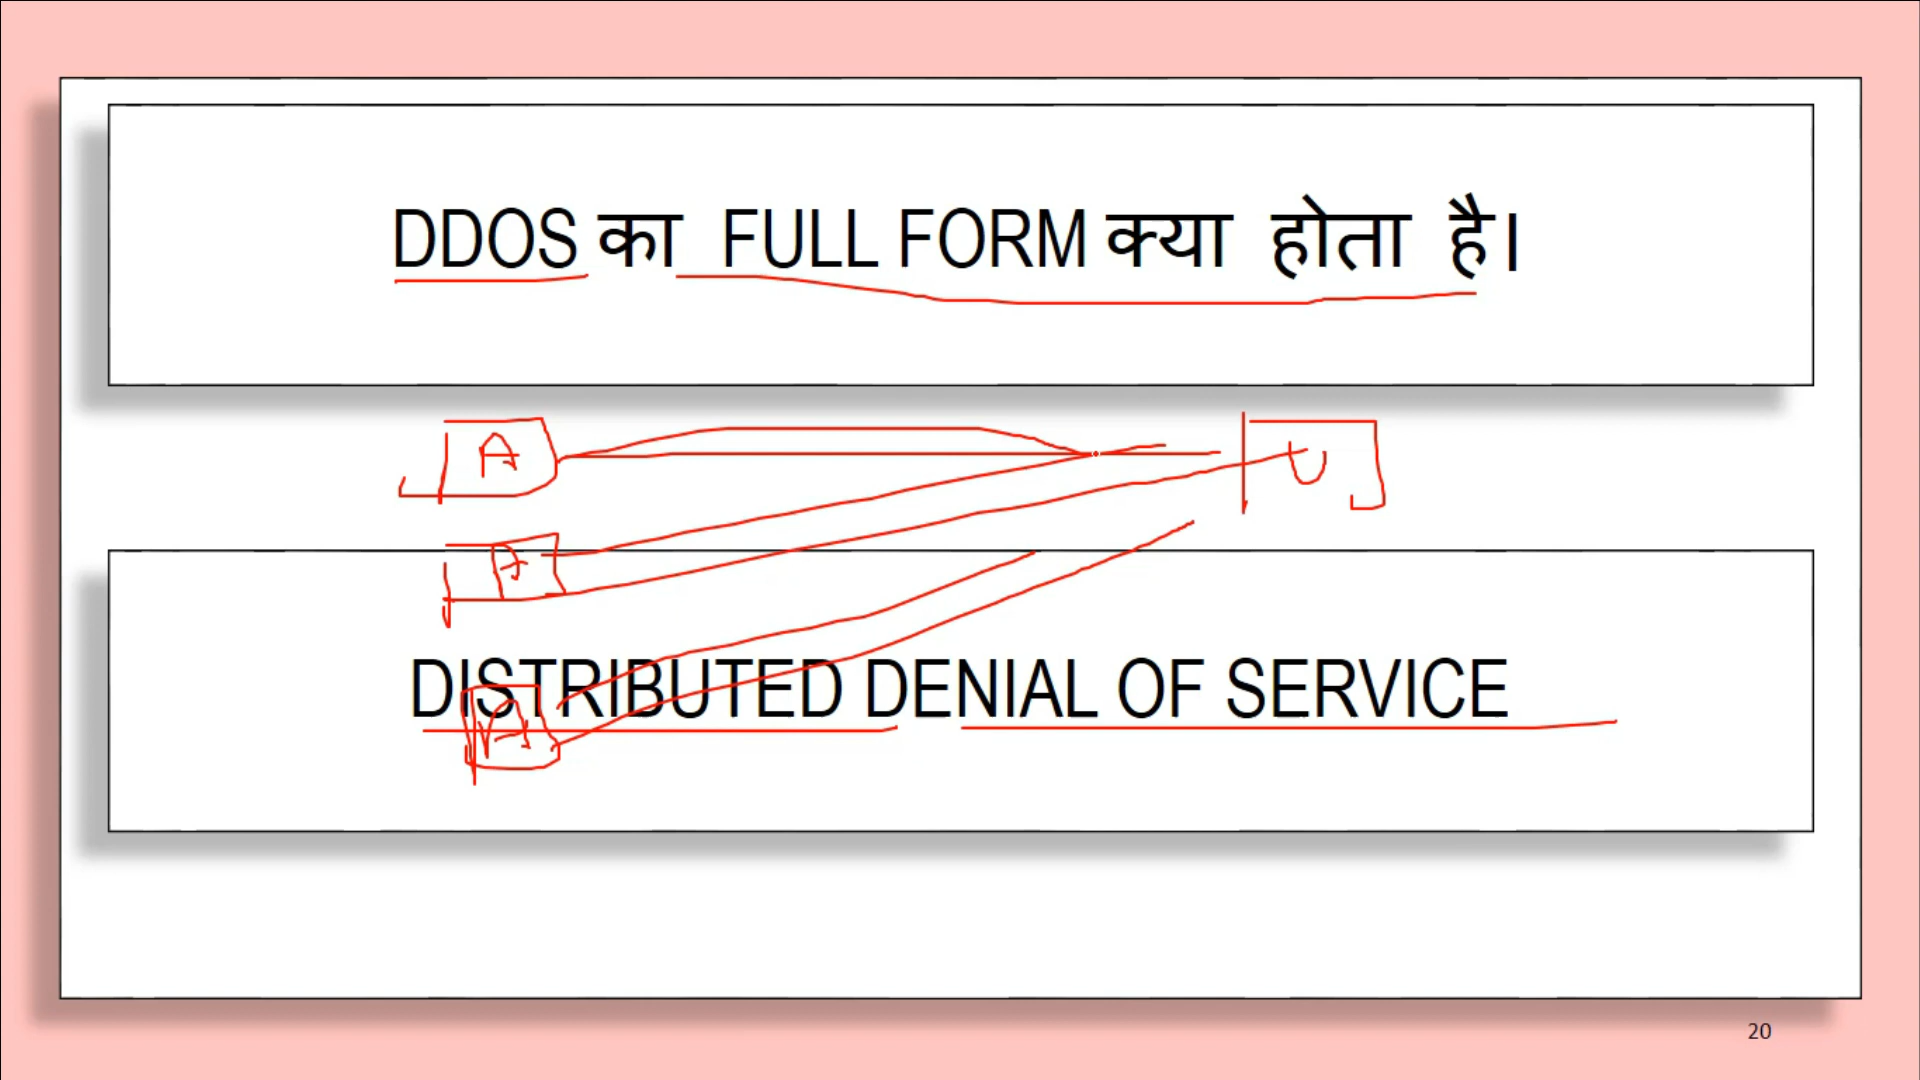 DDOS का FULL FORM क्या होता है।
A
U
A
DISTRIBUTED DENIAL OF SERVICE
A
20